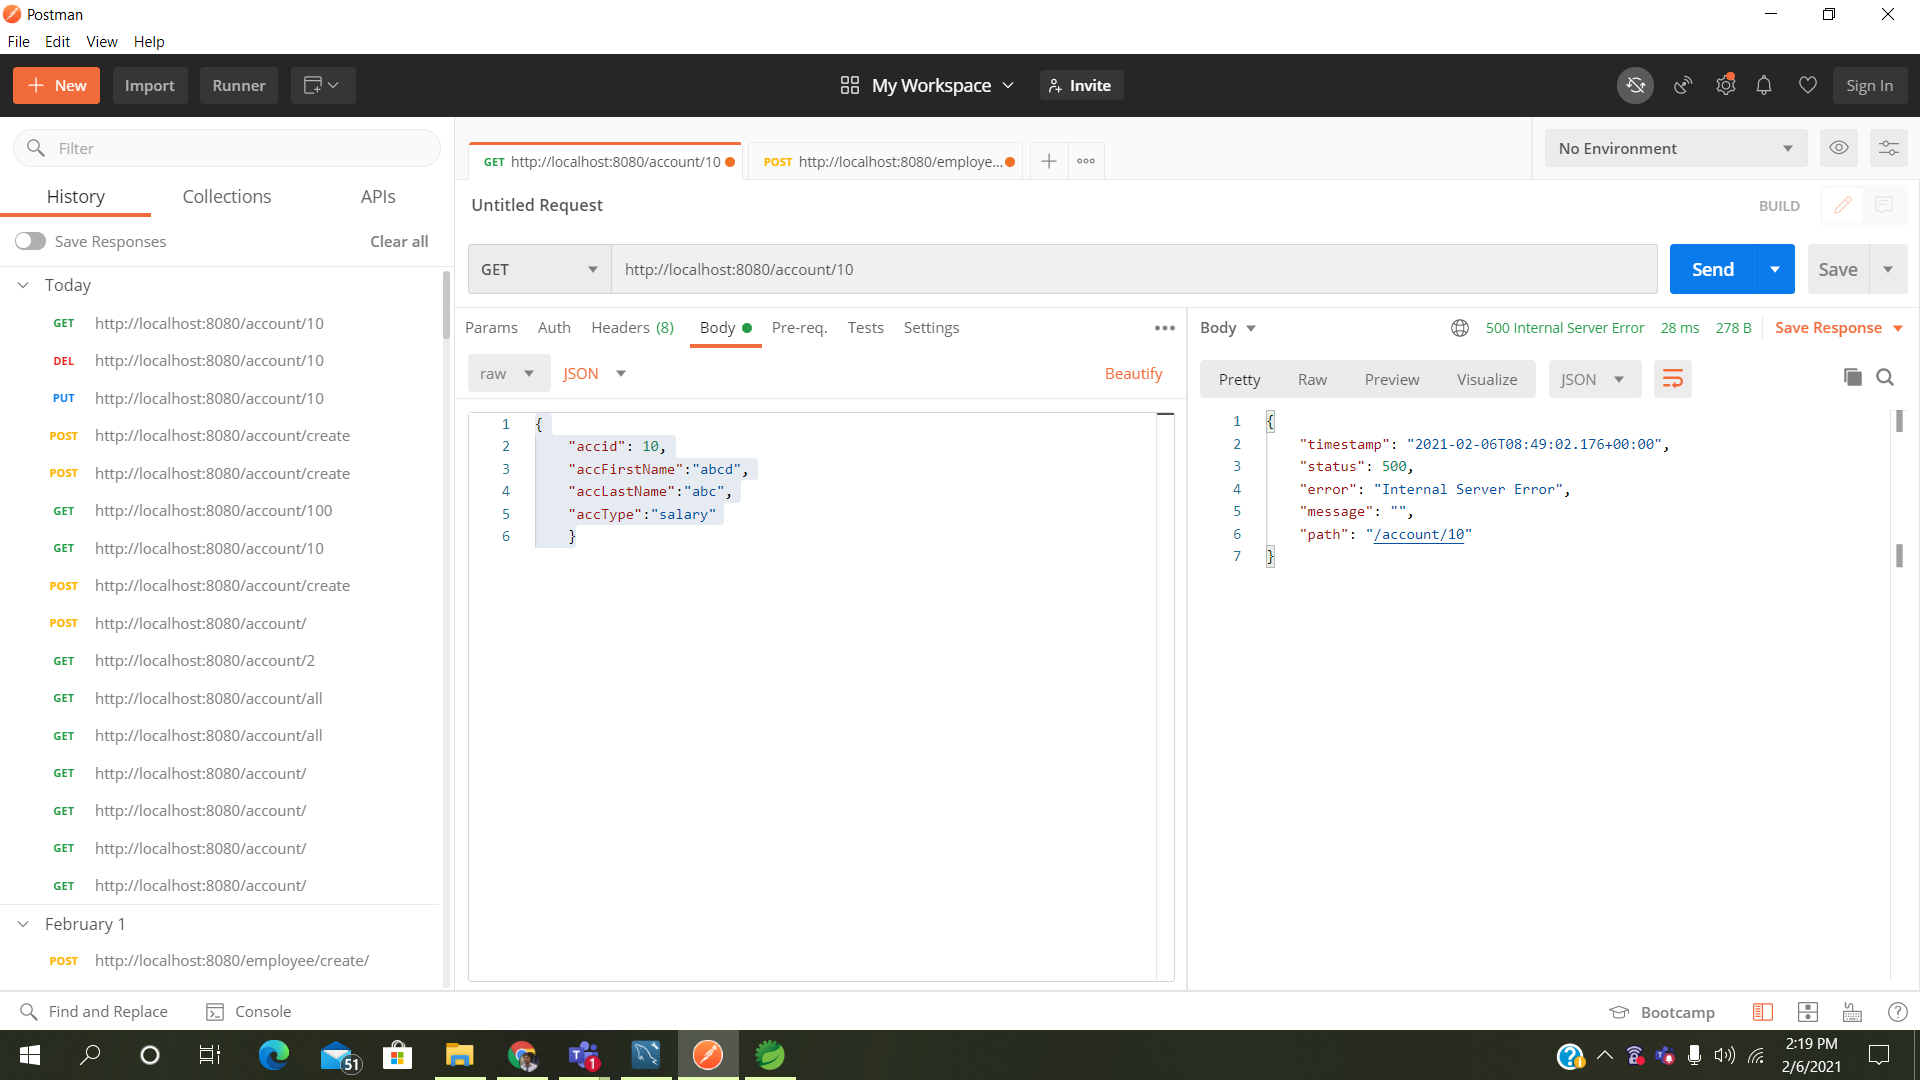 Postman
File Edit View Help
New Import Runner My Workspace Invite Sign In
Filter
History Collections APIs
Save Responses Clear all
Today
GET http://localhost:8080/account/10
DEL http://localhost:8080/account/10
PUT http://localhost:8080/account/10
POST http://localhost:8080/account/create
POST http://localhost:8080/account/create
GET http://localhost:8080/account/100
GET http://localhost:8080/account/10
POST http://localhost:8080/account/create
POST http://localhost:8080/account/
GET http://localhost:8080/account/2
GET http://localhost:8080/account/all
GET http://localhost:8080/account/all
GET http://localhost:8080/account/
GET http://localhost:8080/account/
GET http://localhost:8080/account/
GET http://localhost:8080/account/
February 1
POST http://localhost:8080/employee/create/
GET http://localhost:8080/account/10 POST http://localhost:8080/employe... No Environment
Untitled Request BUILD
GET http://localhost:8080/account/10 Send Save
Params Auth Headers (8) Body Pre-req. Tests Settings
raw JSON Beautify
1 {
2 "accid": 10,
3 "accFirstName":"abcd",
4 "accLastName":"abc",
5 "accType":"salary"
6 }
Body 500 Internal Server Error 28 ms 278 B Save Response
Pretty Raw Preview Visualize JSON
1 {
2 "timestamp": "2021-02-06T08:49:02.176+00:00",
3 "status": 500,
4 "error": "Internal Server Error",
5 "message": "",
6 "path": "/account/10"
7 }
Find and Replace Console Bootcamp
51 1 2:19 PM
2/6/2021